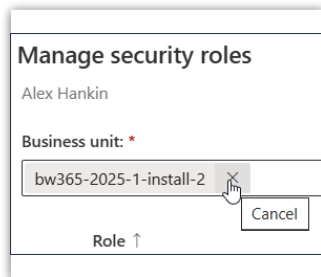 Manage security roles
Alex Hankin
Business unit: *
bw365-2025-1-install-2
Cancel
Role ↑